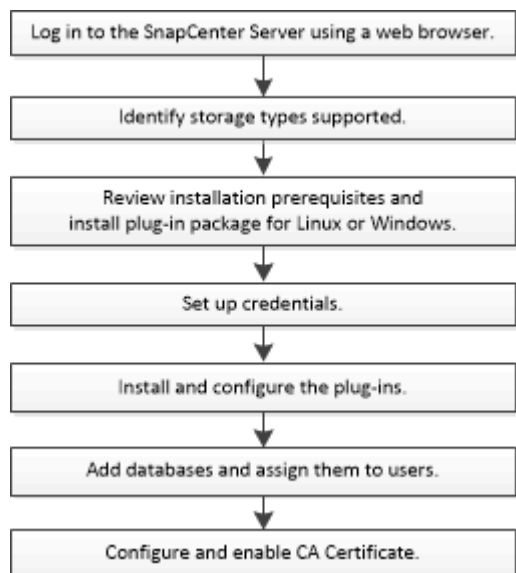 Log in to the SnapCenter Server using a web browser.
Identify storage types supported.
Review installation prerequisites and
install plug-in package for Linux or Windows.
Set up credentials.
Install and configure the plug-ins.
Add databases and assign them to users.
Configure and enable CA Certificate.